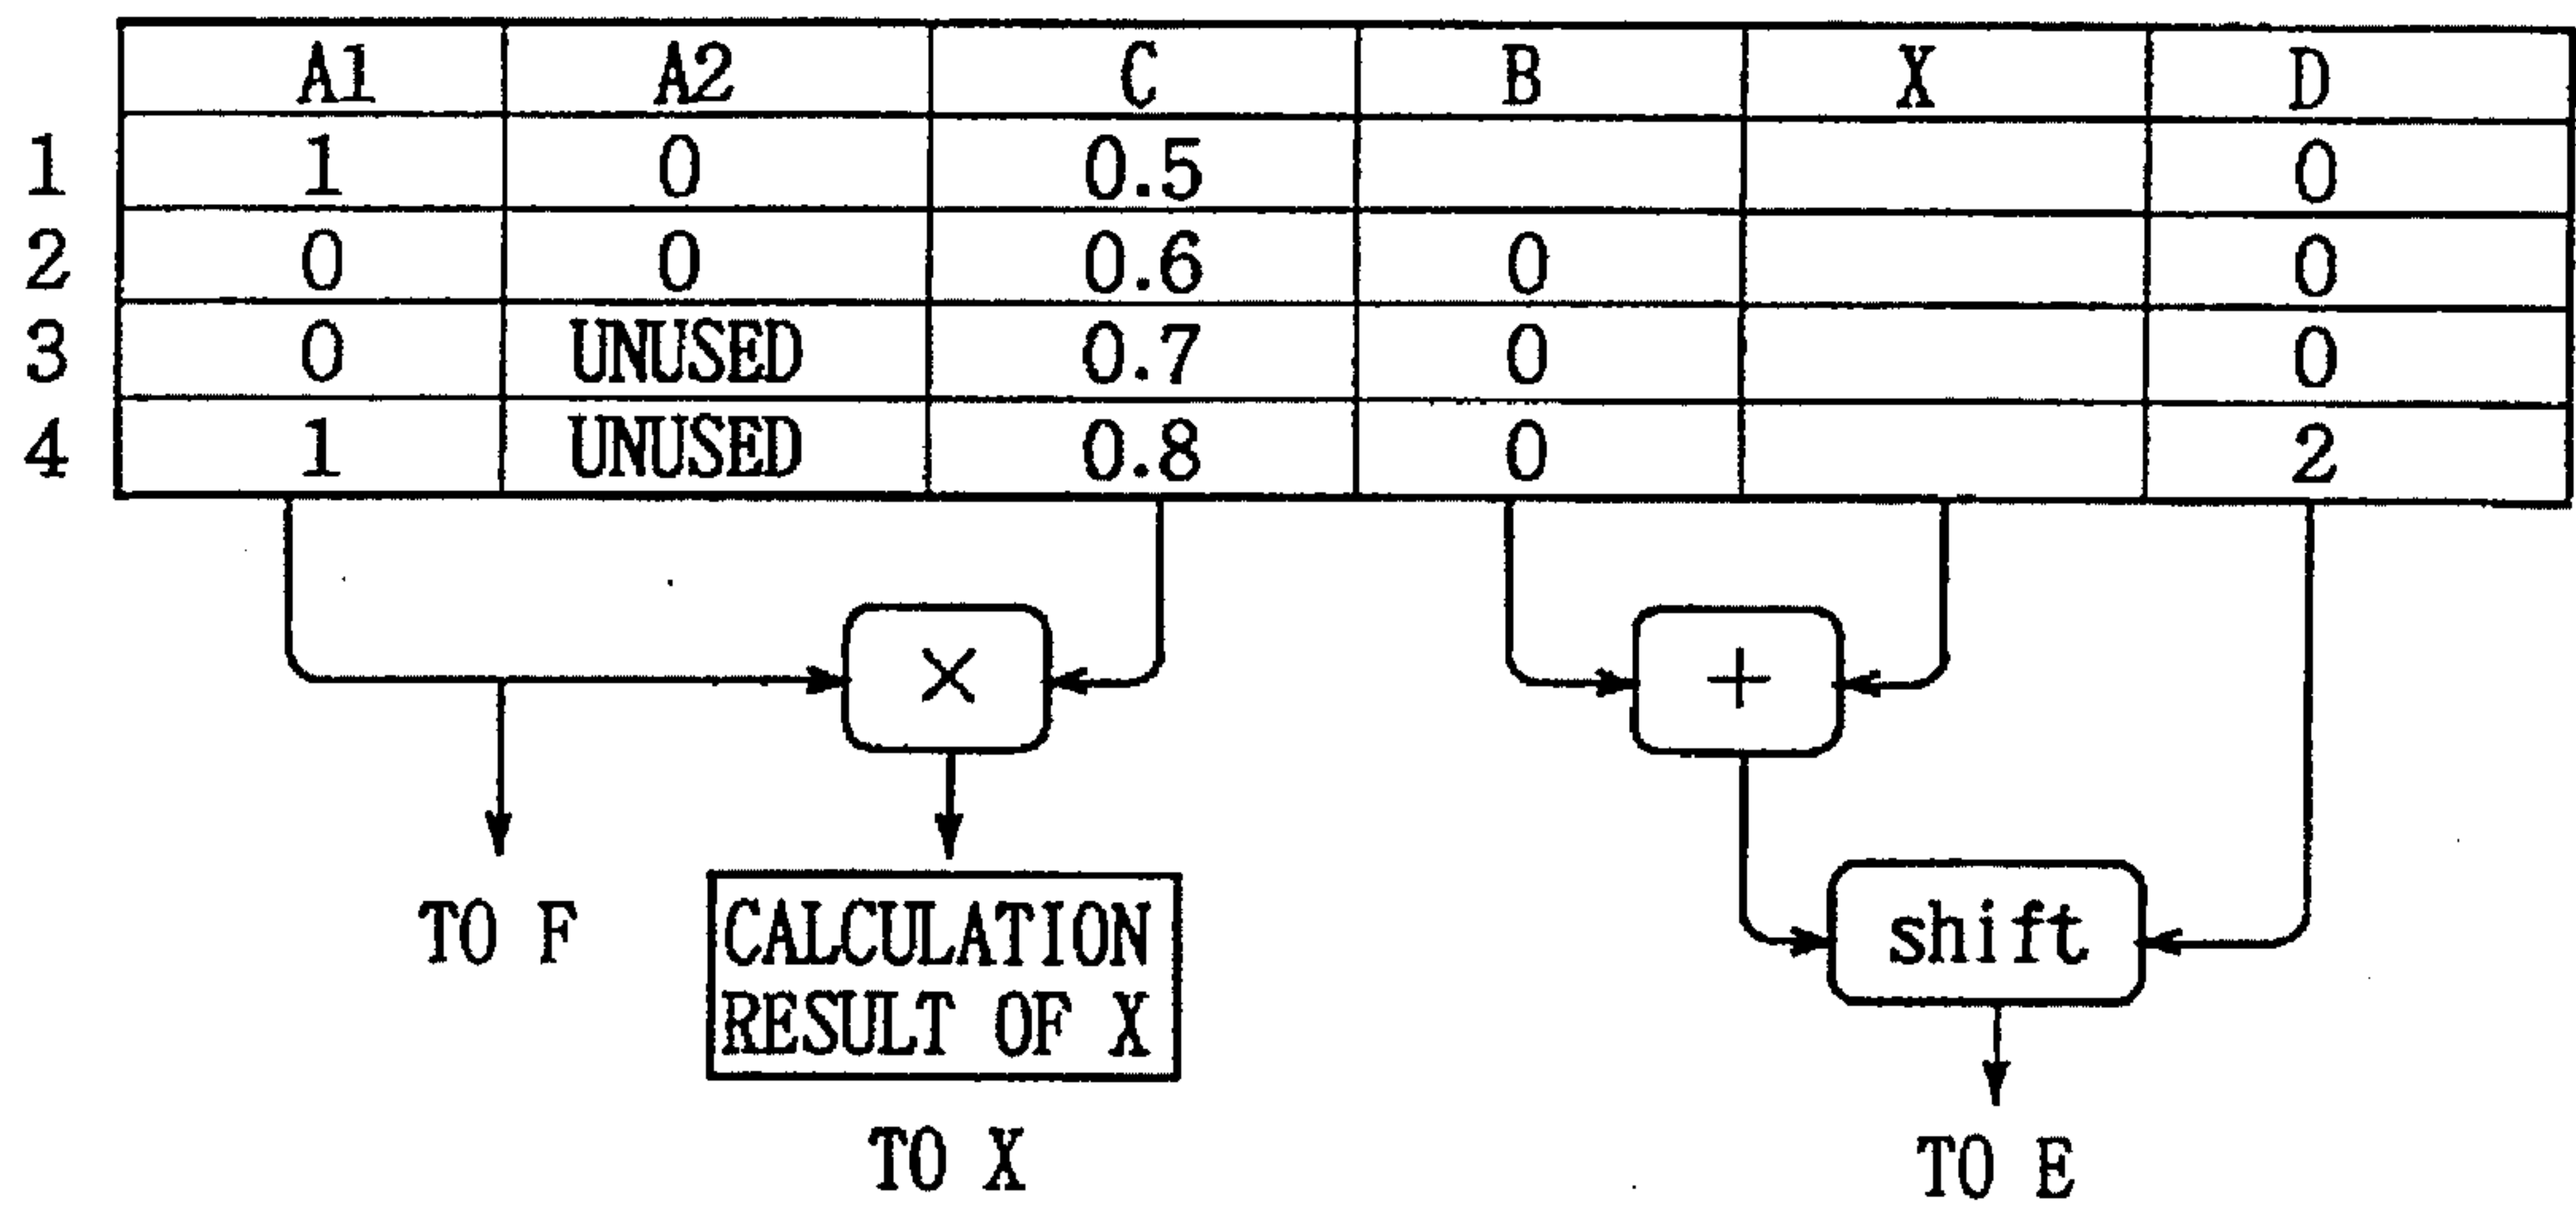 A1 A2 C B X D
1 1 0 0.5 0
2 0 0 0.6 0 0
3 0 UNUSED 0.7 0 0
4 1 UNUSED 0.8 0 2
× +
TO F CALCULATION shift
RESULT OF X
TO X TO E